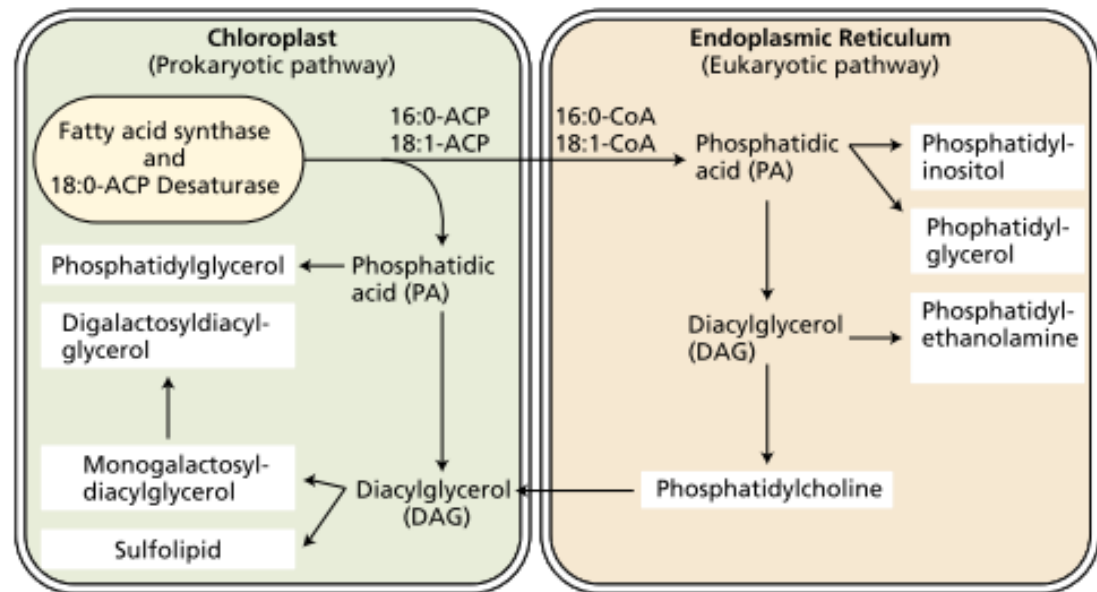 Chloroplast
(Prokaryotic pathway)
Fatty acid synthase
and
18:0-ACP Desaturase
16:0-ACP
18:1-ACP
Phosphatidylglycerol
Phosphatidic
acid (PA)
Digalactosyldiacyl-
glycerol
Monogalactosyl-
diacylglycerol
Diacylglycerol
(DAG)
Sulfolipid
Endoplasmic Reticulum
(Eukaryotic pathway)
16:0-CoA
18:1-CoA
Phosphatidic
acid (PA)
Phosphatidyl-
inositol
Phophatidyl-
glycerol
Diacylglycerol
(DAG)
Phosphatidyl-
ethanolamine
Phosphatidylcholine